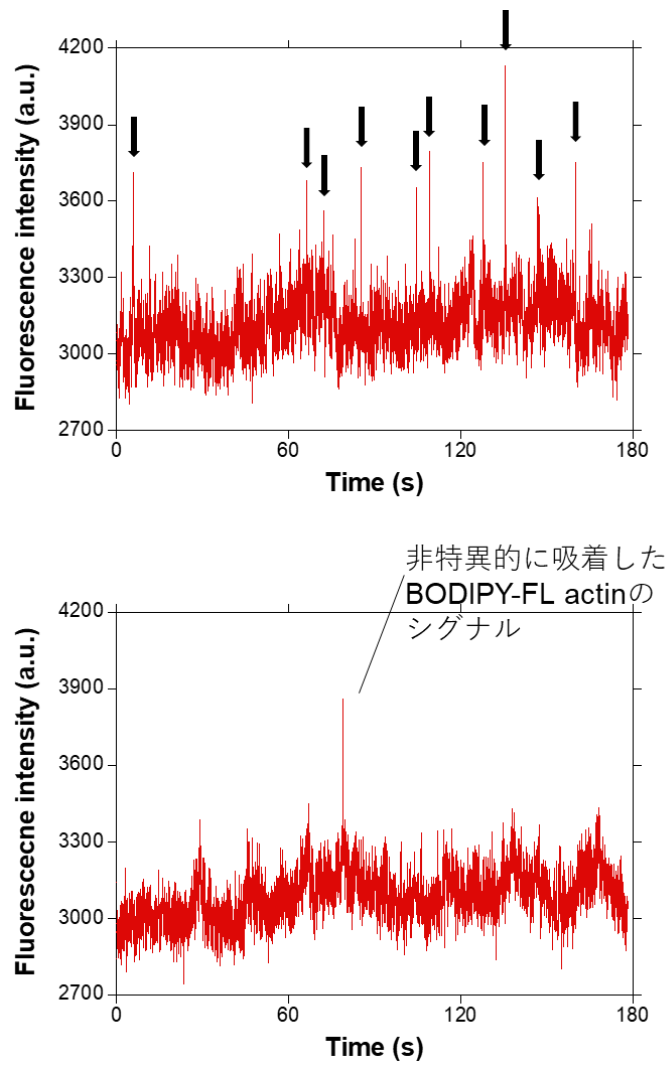 Fluorescence intensity (a.u.)
4200
3900
3600
3300
3000
2700
0
60
120
180
Time (s)
非特異的に吸着した
BODIPY-FL actinの
シグナル
Fluorescecne intensity (a.u.)
4200
3900
3600
3300
3000
2700
0
60
120
180
Time (s)